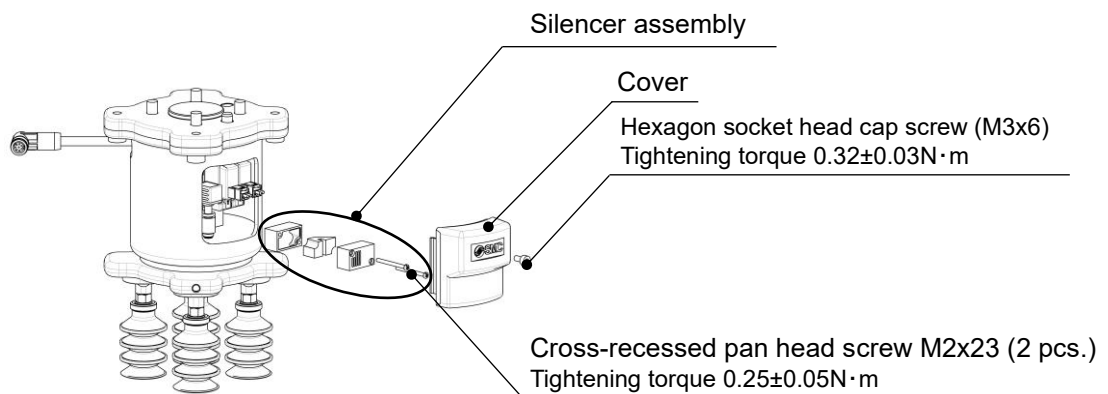 Silencer assembly
Cover
Hexagon socket head cap screw (M3x6)
Tightening torque 0.32±0.03N·m
SMC
Cross-recessed pan head screw M2x23 (2 pcs.)
Tightening torque 0.25±0.05N·m